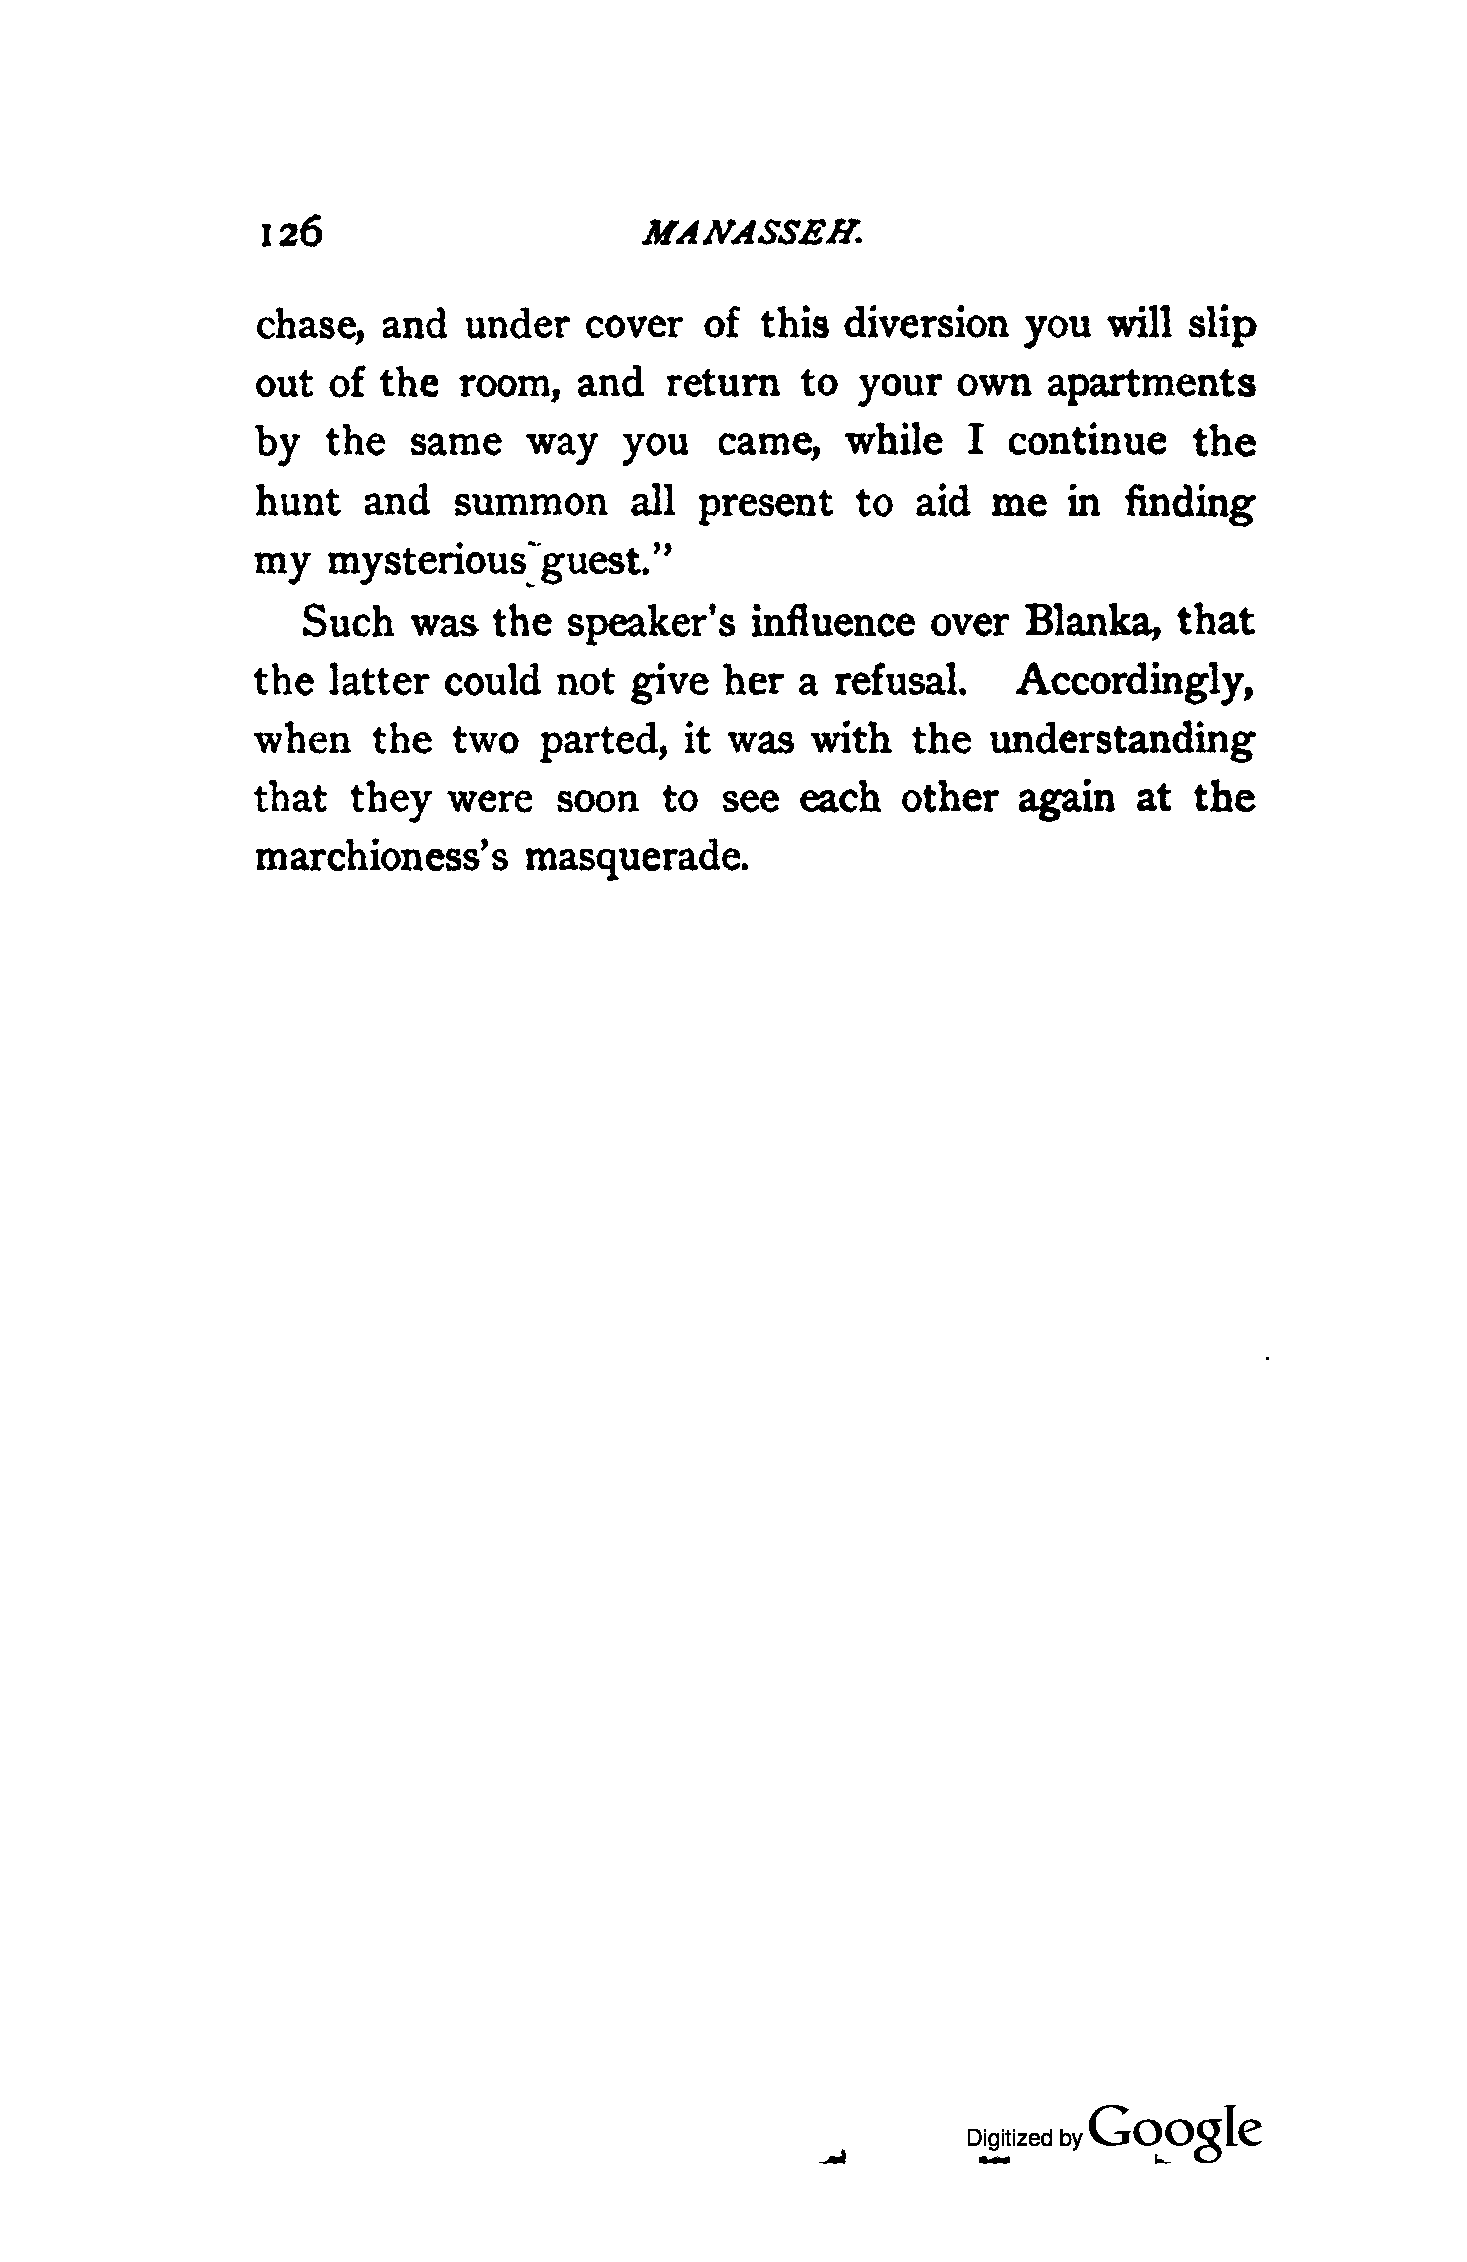 126 MANASSEH.
chase, and under cover of this diversion you will slip
out of the room, and return to your own apartments
by the same way you came, while I continue the
hunt and summon all present to aid me in finding
my mysterious guest.”
Such was the speaker's influence over Blanka, that
the latter could not give her a refusal. Accordingly,
when the two parted, it was with the understanding
that they were soon to see each other again at the
marchioness's masquerade.
Digitized by Google